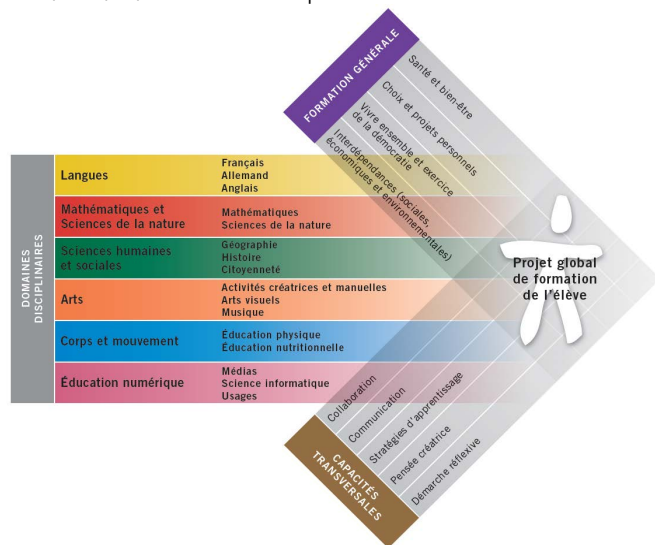 FORMATION GÉNÉRALE
Santé et bien-être
Choix et projets personnels
Vivre ensemble et exercice
de la démocratie
Interdépendances (sociales,
économiques et environnementales)
DOMAINES
DISCIPLINAIRES
Langues
Français
Allemand
Anglais
Mathématiques et
Sciences de la nature
Mathématiques
Sciences de la nature
Sciences humaines
et sociales
Géographie
Histoire
Citoyenneté
Arts
Activités créatrices et manuelles
Arts visuels
Musique
Corps et mouvement
Éducation physique
Éducation nutritionnelle
Éducation numérique
Médias
Science informatique
Usages
Projet global
de formation
de l'élève
Collaboration
Communication
Stratégies d'apprentissage
Pensée créatrice
Démarche réflexive
CAPACITÉS
TRANSVERSALES